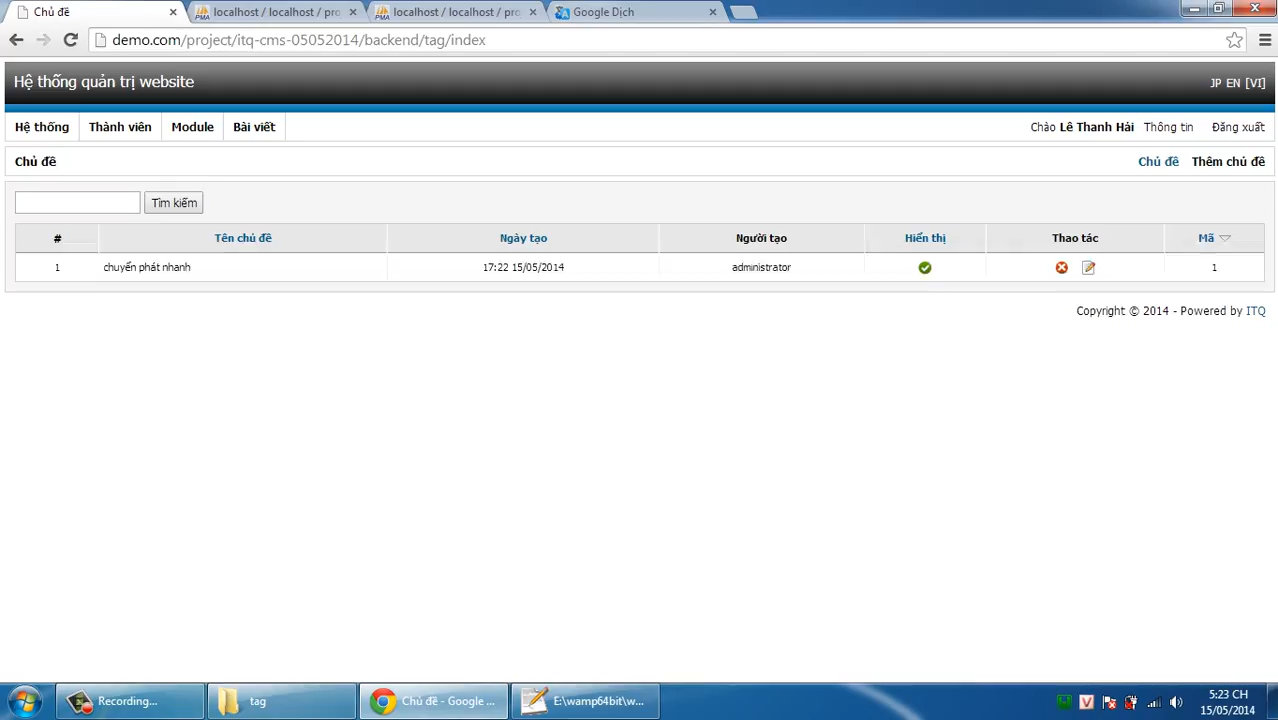 Chủ đề
localhost / localhost / pro
localhost / localhost / pro
Google Dịch
demo.com/project/itq-cms-05052014/backend/tag/index
Hệ thống quản trị website
JP EN [VI]
Hệ thống Thành viên Module Bài viết
Chào Lê Thanh Hải Thông tin Đăng xuất
Chủ đề
Chủ đề Thêm chủ đề
Tìm kiếm
# Tên chủ đề Ngày tạo Người tạo Hiển thị Thao tác Mã
1 chuyển phát nhanh 17:22 15/05/2014 administrator 1
Copyright © 2014 - Powered by ITQ
Recording... tag Chủ đề - Google ... E:\wamp64bit\w...
5:23 CH
15/05/2014